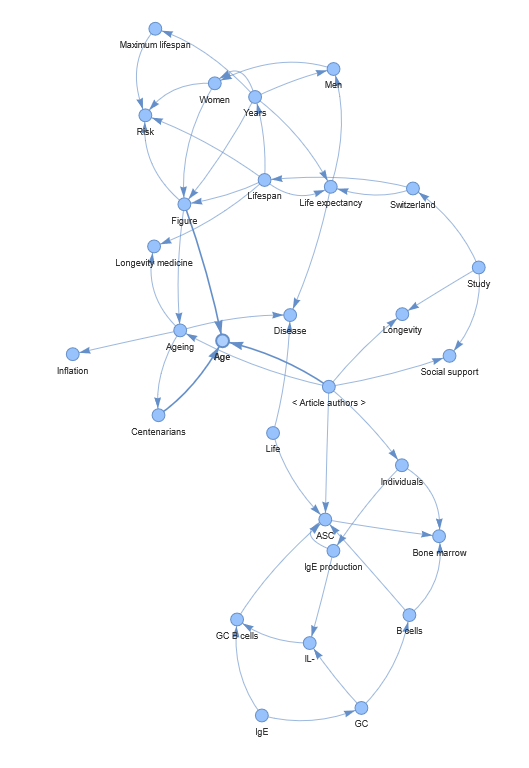 Maximum lifespan
Men
Women
Years
Risk
Lifespan
Life expectancy
Switzerland
Figure
Longevity medicine
Study
Disease
Longevity
Ageing
Age
Inflation
Social support
< Article authors >
Centenarians
Life
Individuals
ASC
Bone marrow
IgE production
B cells
GC B cells
IL-
GC
IgE